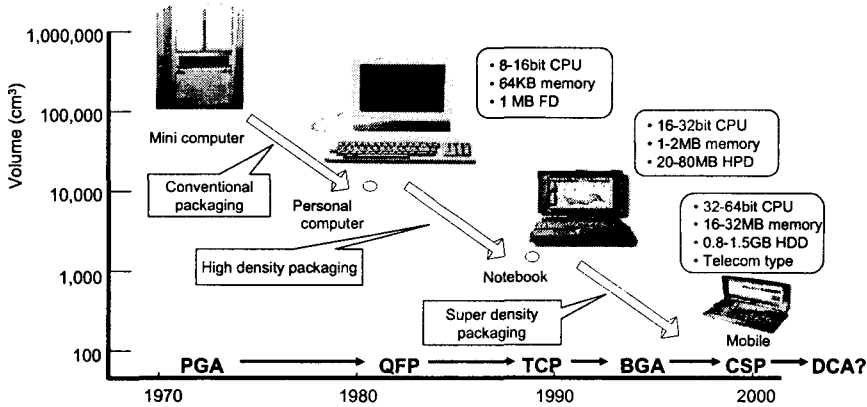 Volume (cm³)
1,000,000
100,000
10,000
1,000
100
Mini computer
Conventional
packaging
• 8-16bit CPU
• 64KB memory
• 1 MB FD
Personal
computer
High density packaging
• 16-32bit CPU
• 1-2MB memory
• 20-80MB HPD
Notebook
Super density
packaging
• 32-64bit CPU
• 16-32MB memory
• 0.8-1.5GB HDD
• Telecom type
Mobile
PGA QFP TCP BGA CSP DCA?
1970 1980 1990 2000